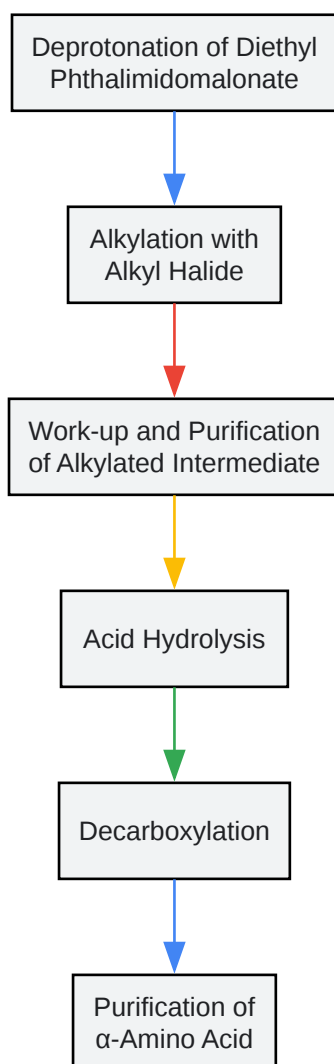 Deprotonation of Diethyl
Phthalimidomalonate
Alkylation with
Alkyl Halide
Work-up and Purification
of Alkylated Intermediate
Acid Hydrolysis
Decarboxylation
Purification of
α-Amino Acid